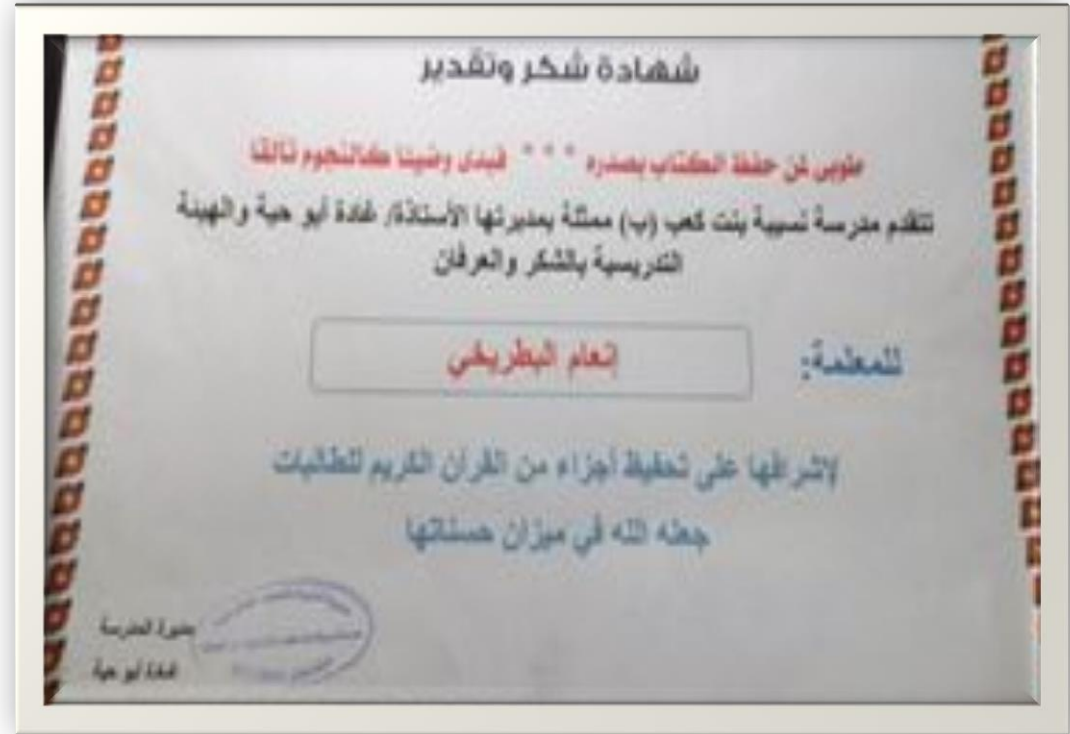 شهادة شكر وتقدير
طوبى لمن حفظ الكتاب بصدره * * * فبدى وضيئا كالنجوم تألقا
تتقدم مدرسة نسيبة بنت كعب (ب) ممثلة بمديرتها الأستاذة/ غادة أبو حية والهيئة
التدريسية بالشكر والعرفان
للمعلمة: إنعام البطريخي
لإشرافها على تحفيظ أجزاء من القرآن الكريم للطالبات
جعله الله في ميزان حسناتها
مديرة المدرسة
غادة أبو حية